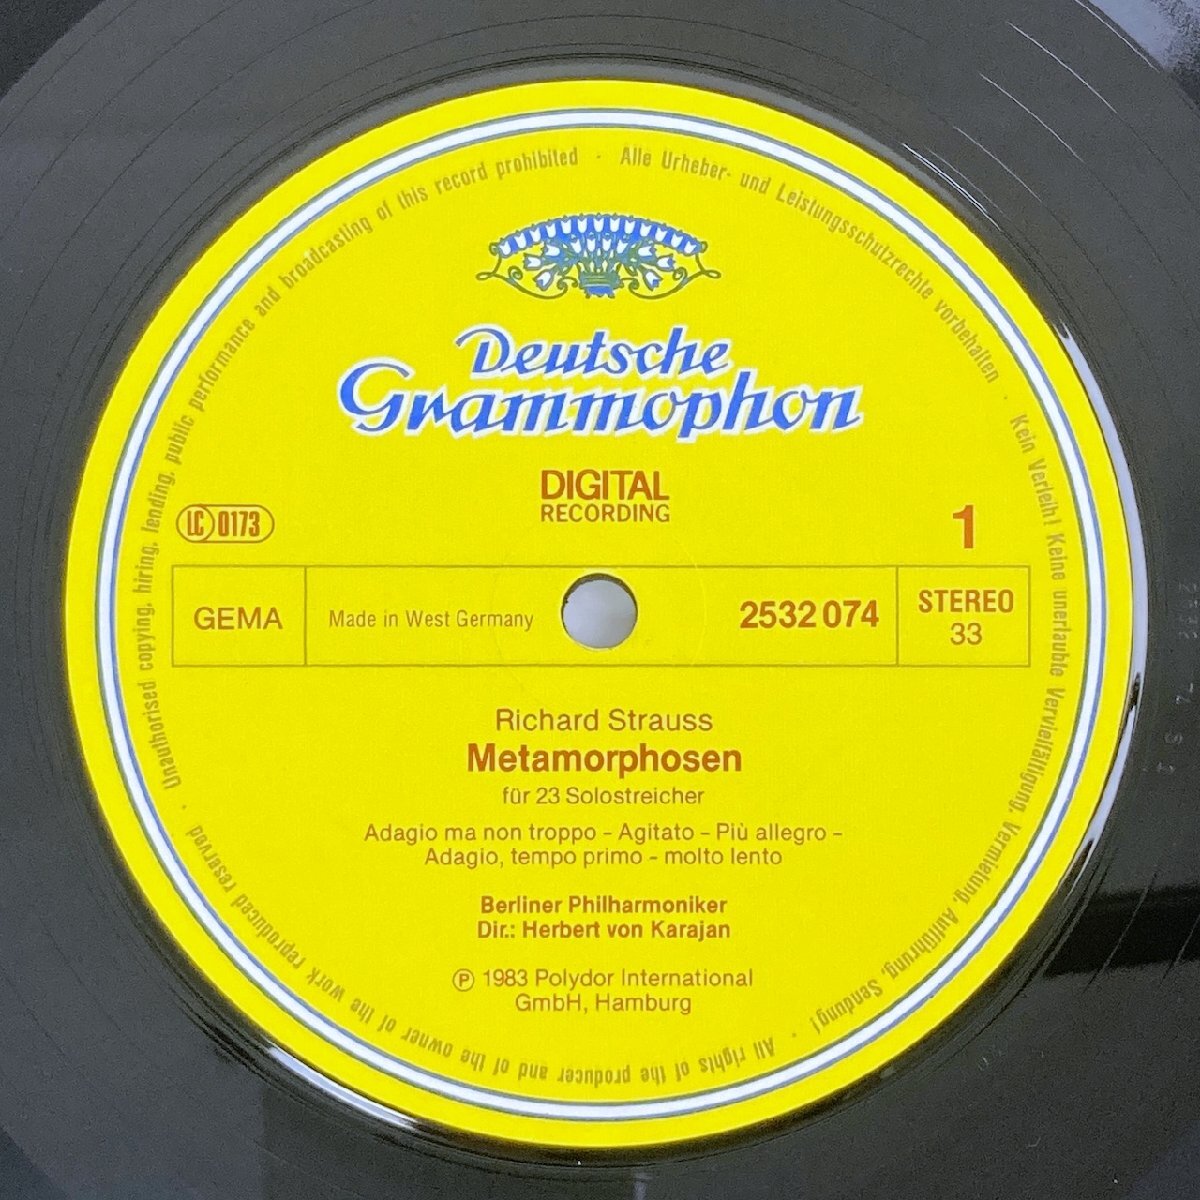 Deutsche
Grammophon
DIGITAL
RECORDING
LC 0173
1
GEMA
Made in West Germany
2532 074
STEREO
33
Richard Strauss
Metamorphosen
für 23 Solostreicher
Adagio ma non troppo – Agitato – Più allegro –
Adagio, tempo primo – molto lento
Berliner Philharmoniker
Dir.: Herbert von Karajan
Ⓟ 1983 Polydor International
GmbH, Hamburg
Alle Urheber- und Leistungsschutzrechte vorbehalten · Kein Verleih! Keine unerlaubte Vervielfältigung, Vermietung, Aufführung, Sendung! · All rights of the producer and of the owner of the work reproduced reserved · Unauthorised copying, hiring, lending, public performance and broadcasting of this record prohibited ·